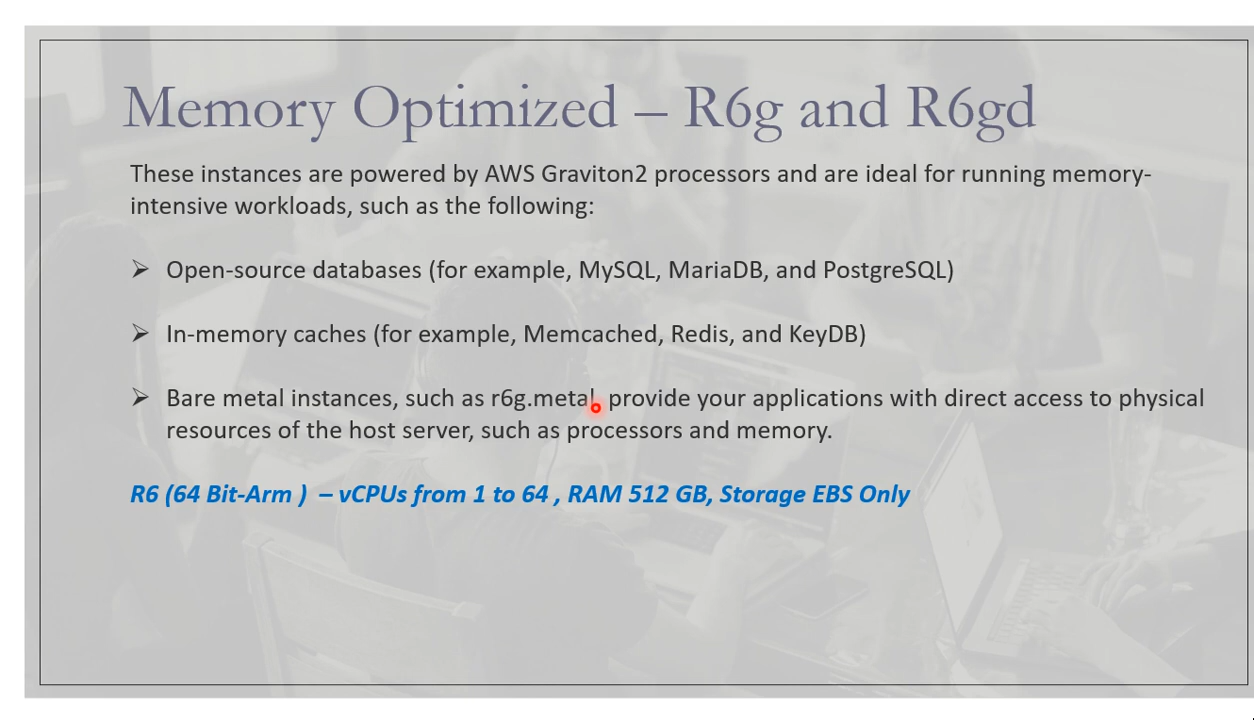 Memory Optimized – R6g and R6gd
These instances are powered by AWS Graviton2 processors and are ideal for running memory-
intensive workloads, such as the following:
➢ Open-source databases (for example, MySQL, MariaDB, and PostgreSQL)
➢ In-memory caches (for example, Memcached, Redis, and KeyDB)
➢ Bare metal instances, such as r6g.metal, provide your applications with direct access to physical
resources of the host server, such as processors and memory.
R6 (64 Bit-Arm ) – vCPUs from 1 to 64 , RAM 512 GB, Storage EBS Only